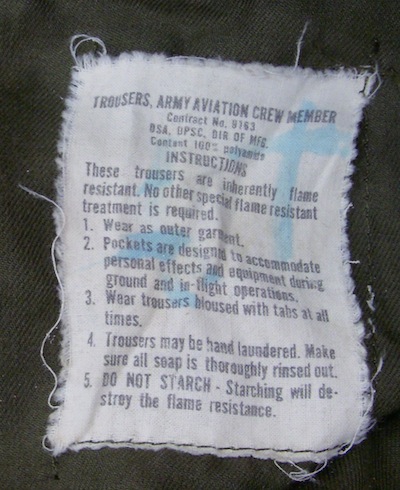 TROUSERS, ARMY AVIATION CREW MEMBER
Contract No. 9163
DSA, DPSC, DIR OF MFG.
Content 100% polyamide
INSTRUCTIONS
These trousers are inherently flame
resistant. No other special flame resistant
treatment is required.
1. Wear as outer garment.
2. Pockets are designed to accommodate
personal effects and equipment during
ground and in-flight operations.
3. Wear trousers bloused with tabs at all
times.
4. Trousers may be hand laundered. Make
sure all soap is thoroughly rinsed out.
5. DO NOT STARCH - Starching will de-
stroy the flame resistance.